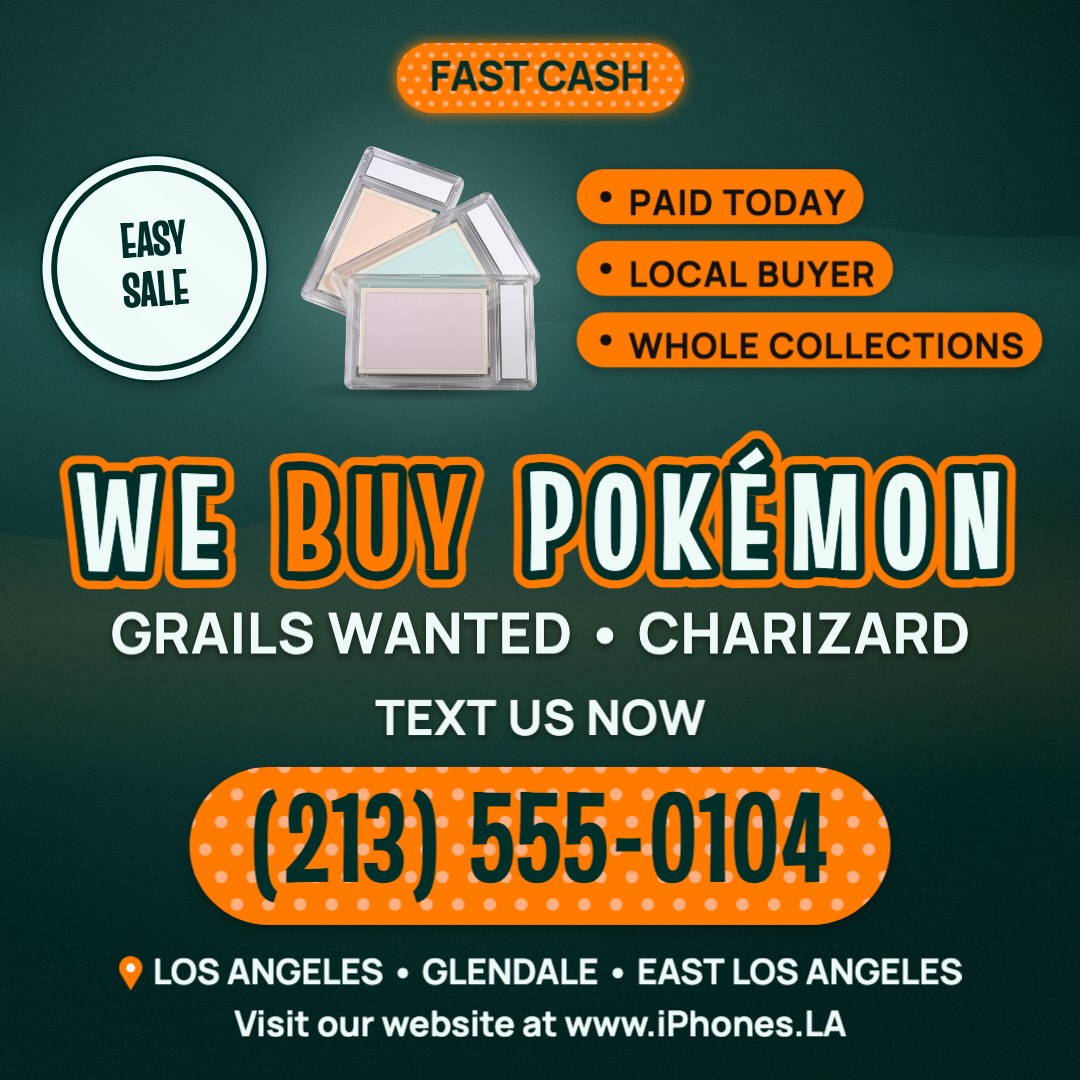 FAST CASH
EASY
SALE
• PAID TODAY
• LOCAL BUYER
• WHOLE COLLECTIONS
WE BUY POKÉMON
GRAILS WANTED • CHARIZARD
TEXT US NOW
(213) 555-0104
LOS ANGELES • GLENDALE • EAST LOS ANGELES
Visit our website at www.iPhones.LA